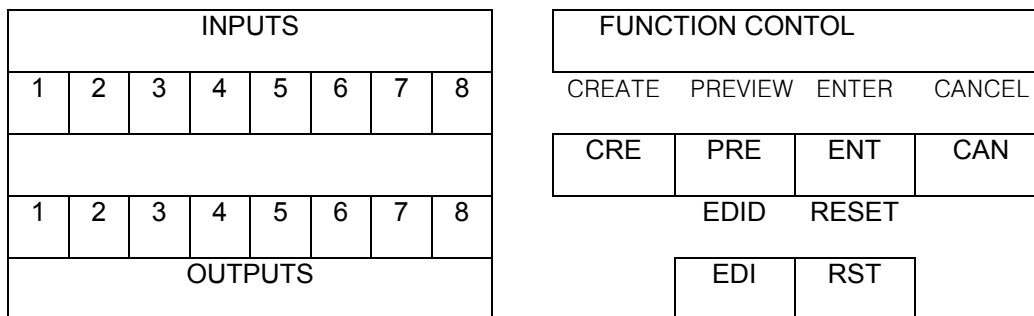 INPUTS
1 2 3 4 5 6 7 8
1 2 3 4 5 6 7 8
OUTPUTS
FUNCTION CONTOL
CREATE PREVIEW ENTER CANCEL
CRE PRE ENT CAN
EDID RESET
EDI RST